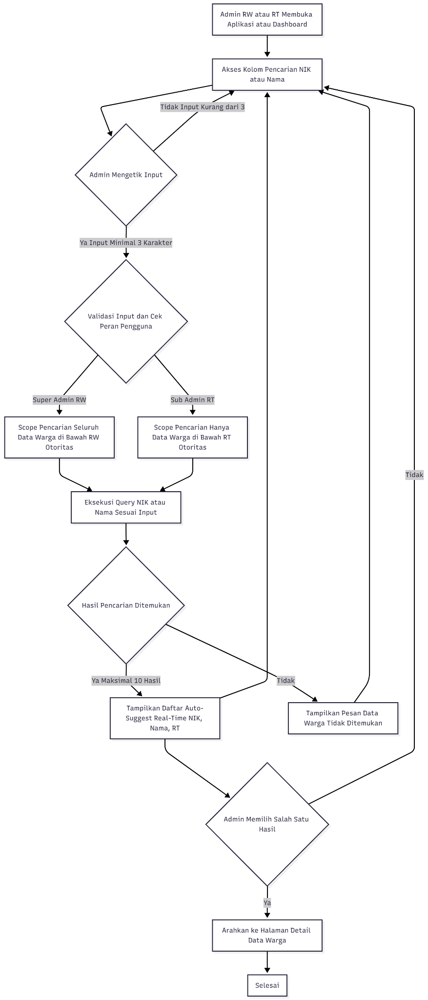 Admin RW atau RT Membuka
Aplikasi atau Dashboard
Akses Kolom Pencarian NIK
atau Nama
Tidak Input Kurang dari 3
Admin Mengetik Input
Ya Input Minimal 3 Karakter
Validasi Input dan Cek
Peran Pengguna
Super Admin RW
Sub Admin RT
Scope Pencarian Seluruh
Data Warga di Bawah RW
Otoritas
Scope Pencarian Hanya
Data Warga di Bawah RT
Otoritas
Tidak
Eksekusi Query NIK atau
Nama Sesuai Input
Hasil Pencarian Ditemukan
Ya Maksimal 10 Hasil
Tidak
Tampilkan Daftar Auto-
Suggest Real-Time NIK,
Nama, RT
Tampilkan Pesan Data
Warga Tidak Ditemukan
Admin Memilih Salah Satu
Hasil
Ya
Arahkan ke Halaman Detail
Data Warga
Selesai